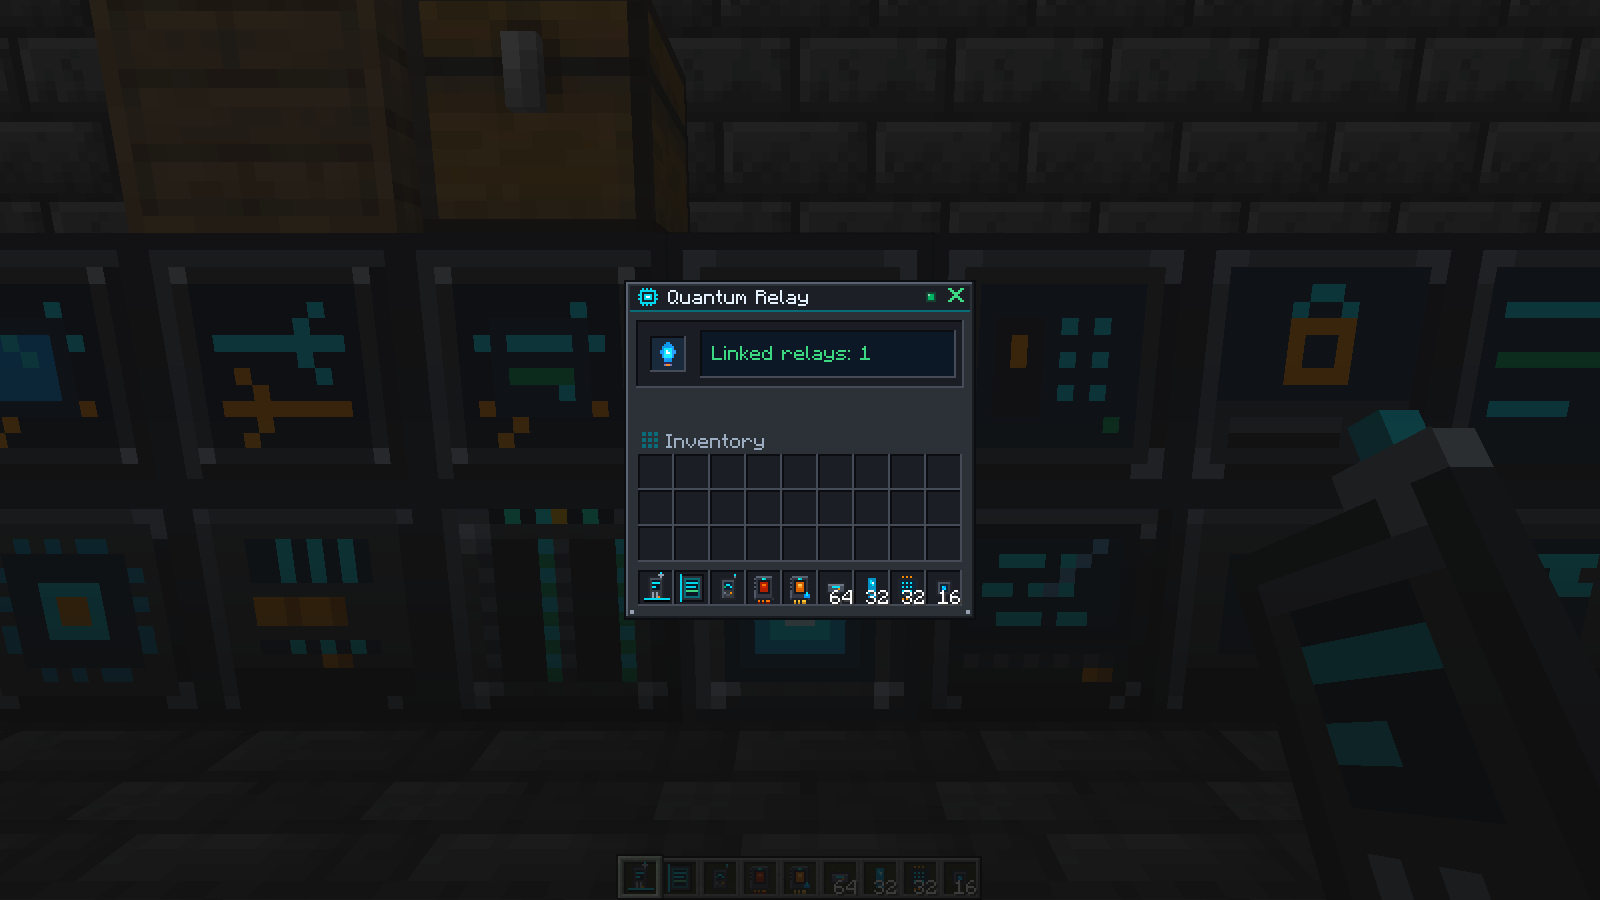 Quantum Relay
Linked relays: 1
Inventory
64 32 32 16
64 32 32 16